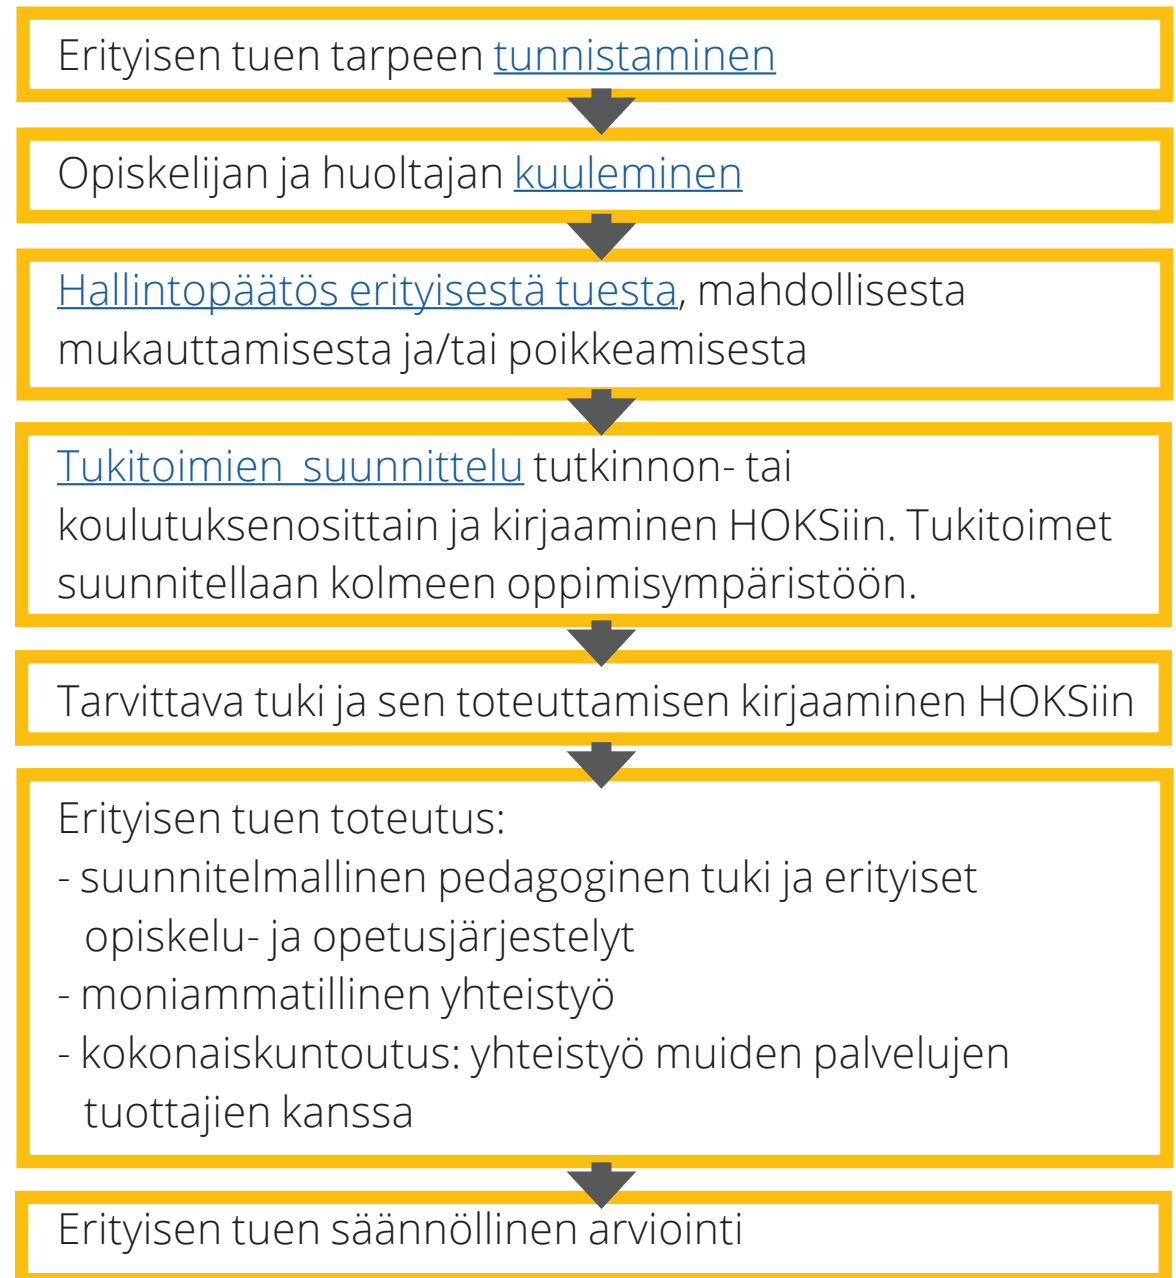 Erityisen tuen tarpeen tunnistaminen
Opiskelijan ja huoltajan kuuleminen
Hallintopäätös erityisestä tuesta, mahdollisesta
mukauttamisesta ja/tai poikkeamisesta
Tukitoimien suunnittelu tutkinnon- tai
koulutuksenosittain ja kirjaaminen HOKSiin. Tukitoimet
suunnitellaan kolmeen oppimisympäristöön.
Tarvittava tuki ja sen toteuttamisen kirjaaminen HOKSiin
Erityisen tuen toteutus:
- suunnitelmallinen pedagoginen tuki ja erityiset
opiskelu- ja opetusjärjestelyt
- moniammatillinen yhteistyö
- kokonaiskuntoutus: yhteistyö muiden palvelujen
tuottajien kanssa
Erityisen tuen säännöllinen arviointi